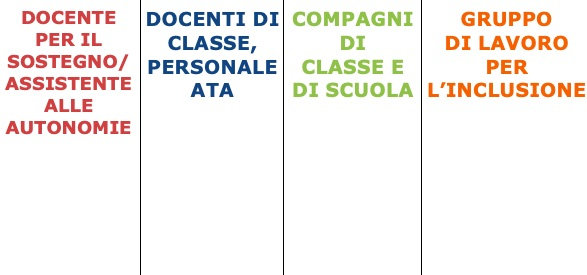 DOCENTE
PER IL
SOSTEGNO/
ASSISTENTE
ALLE
AUTONOMIE
DOCENTI DI
CLASSE,
PERSONALE
ATA
COMPAGNI
DI
CLASSE E
DI SCUOLA
GRUPPO
DI LAVORO
PER
L’INCLUSIONE